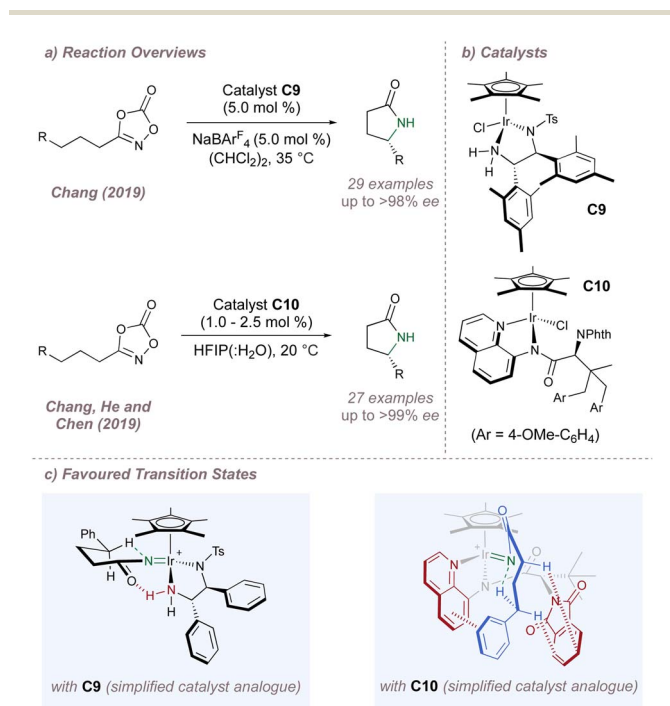 a) Reaction Overviews
R
O
O
O
N
Catalyst C9
(5.0 mol %)
NaBArF4 (5.0 mol %)
(CHCl2)2, 35 °C
O
NH
R
Chang (2019)
29 examples
up to >98% ee
R
O
O
O
N
Catalyst C10
(1.0 - 2.5 mol %)
HFIP(:H2O), 20 °C
O
NH
R
Chang, He and
Chen (2019)
27 examples
up to >99% ee
b) Catalysts
Ir
Cl
N
Ts
H
N
H
C9
C10
Ir
Cl
N
N
NPhth
O
Ar
Ar
(Ar = 4-OMe-C6H4)
c) Favoured Transition States
Ph
H
N
Ir
+
N
Ts
O
H
N
H
with C9 (simplified catalyst analogue)
O
+
Ir
N
N
N
O
H
H
H
N
O
O
with C10 (simplified catalyst analogue)